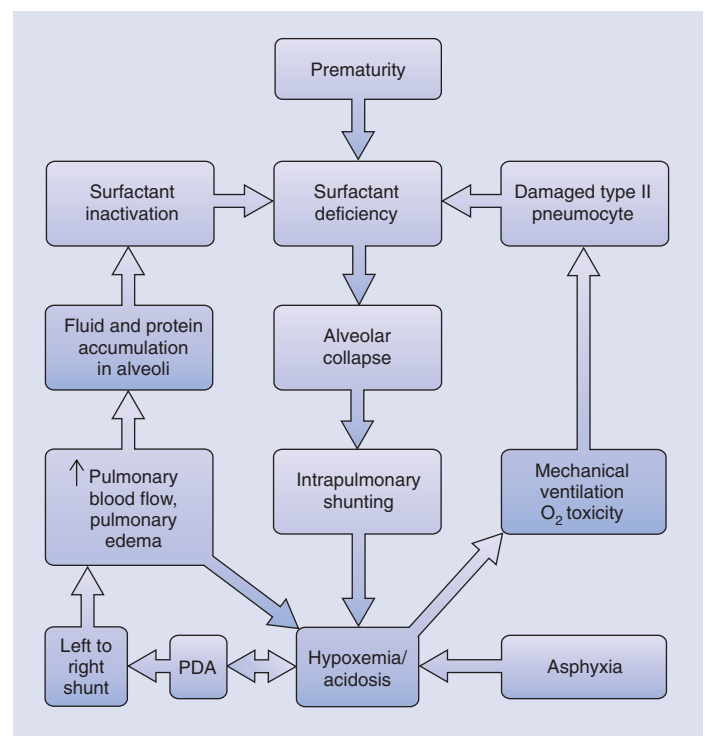 Prematurity
Surfactant
inactivation
Surfactant
deficiency
Damaged type II
pneumocyte
Fluid and protein
accumulation
in alveoli
Alveolar
collapse
↑ Pulmonary
blood flow,
pulmonary
edema
Intrapulmonary
shunting
Mechanical
ventilation
O₂ toxicity
Left to
right
shunt
PDA
Hypoxemia/
acidosis
Asphyxia